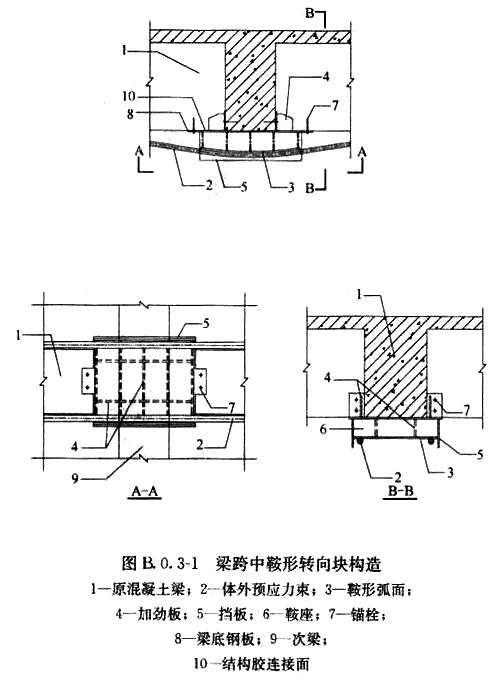 B
1
4
10
7
8
A
A
2
5
B
3
1
5
7
4
2
9
A-A
1
4
7
6
5
2
3
B-B
图 B.0.3-1 梁跨中鞍形转向块构造
1—原混凝土梁；2—体外预应力束；3—鞍形弧面；
4—加劲板；5—挡板；6—鞍座；7—锚栓；
8—梁底钢板；9—次梁；
10—结构胶连接面